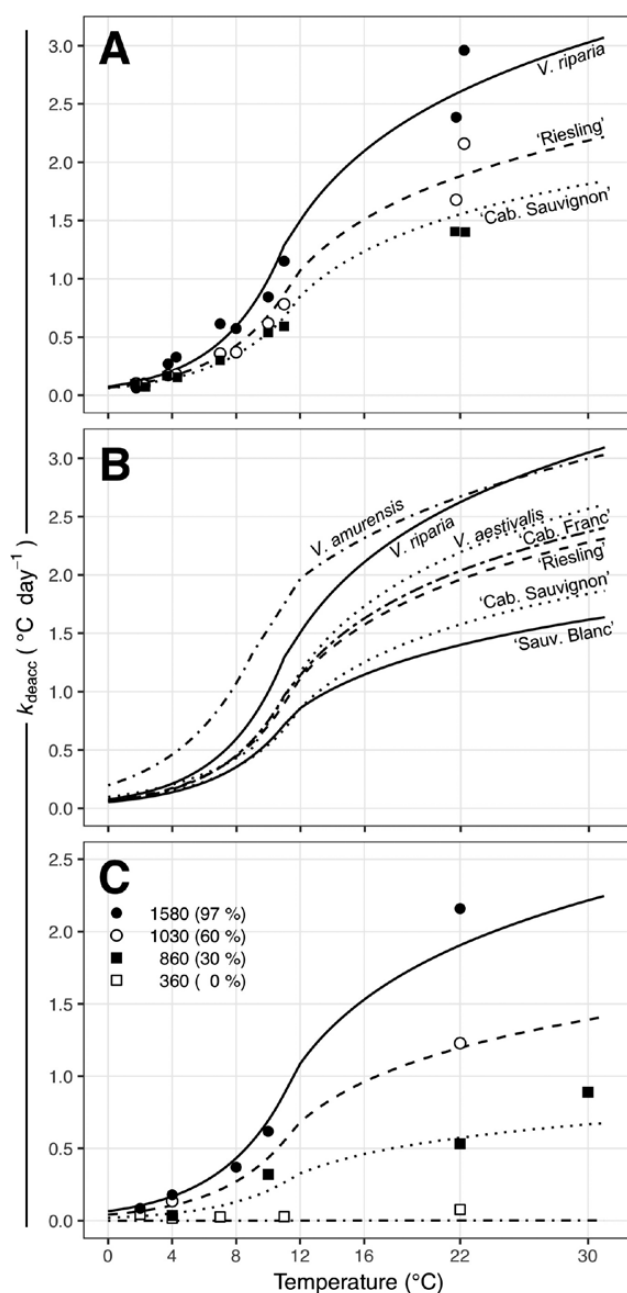 A
3.0
2.5
2.0
1.5
1.0
0.5
0.0
V. riparia
'Riesling'
'Cab. Sauvignon'
B
3.0
2.5
2.0
1.5
1.0
0.5
0.0
V. amurensis
V. riparia
V. aestivalis
'Cab. Franc'
'Riesling'
'Cab. Sauvignon'
'Sauv. Blanc'
kdeacc ( °C day−1 )
C
2.5
2.0
1.5
1.0
0.5
0.0
1580 (97 %)
1030 (60 %)
860 (30 %)
360 ( 0 %)
0 4 8 12 16 22 30
Temperature (°C)